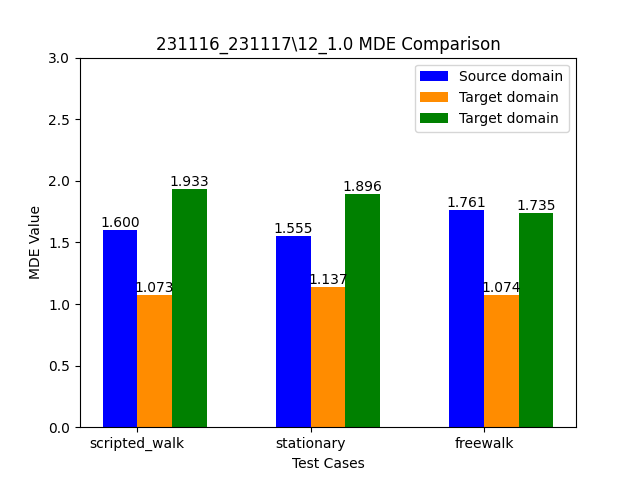 231116_231117\12_1.0 MDE Comparison
Source domain
Target domain
Target domain
MDE Value
3.0
2.5
2.0
1.5
1.0
0.5
0.0
1.600
1.073
1.933
1.555
1.137
1.896
1.761
1.074
1.735
scripted_walk
stationary
freewalk
Test Cases